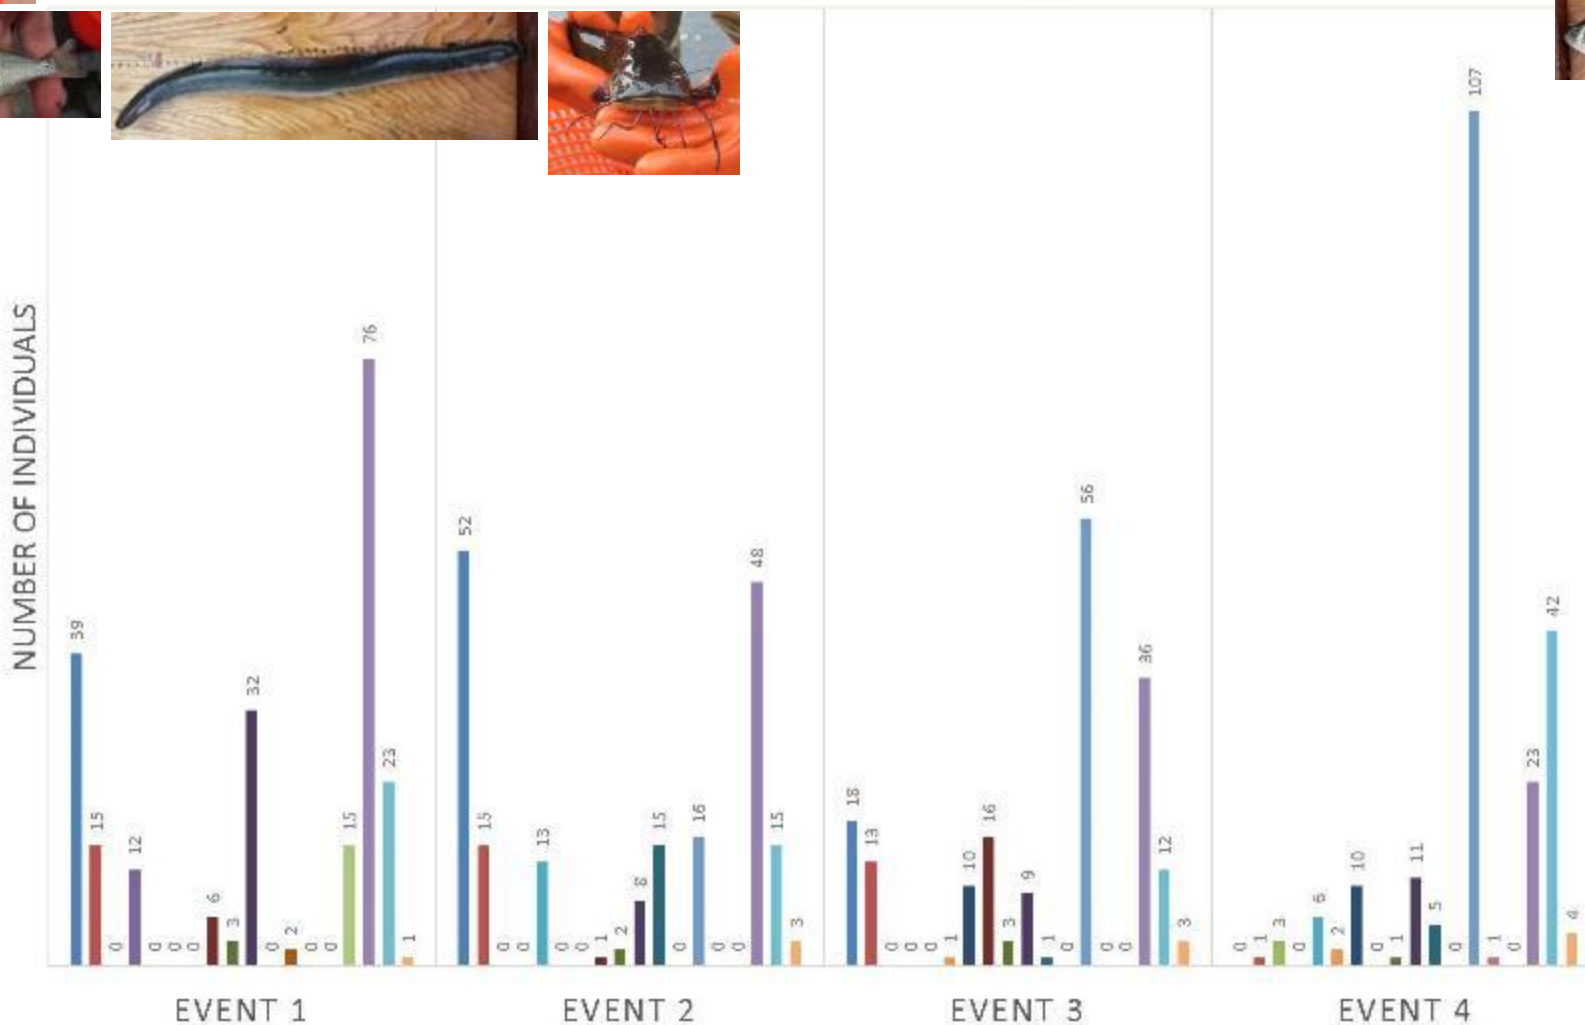 NUMBER OF INDIVIDUALS
39 15 0 12 0 0 0 6 3 32 0 2 0 0 15 76 23 1
52 15 0 0 13 0 0 1 2 8 15 0 16 0 0 48 15 3
18 13 0 0 0 1 10 16 3 9 1 0 56 0 0 36 12 3
0 1 3 0 6 2 10 0 1 11 5 0 107 1 0 23 42 4
EVENT 1
EVENT 2
EVENT 3
EVENT 4